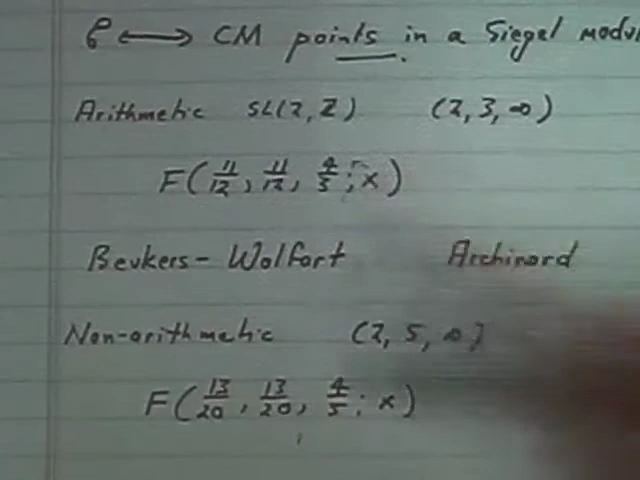 ℰ ⟷ CM points in a Siegel modul
Arithmetic SL(2, Z) (2, 3, ∞)
F(11/12, 11/12, 4/3; x)
Beukers - Wolfart Archinard
Non-arithmetic (2, 5, ∞)
F(13/20, 13/20, 4/5; x)